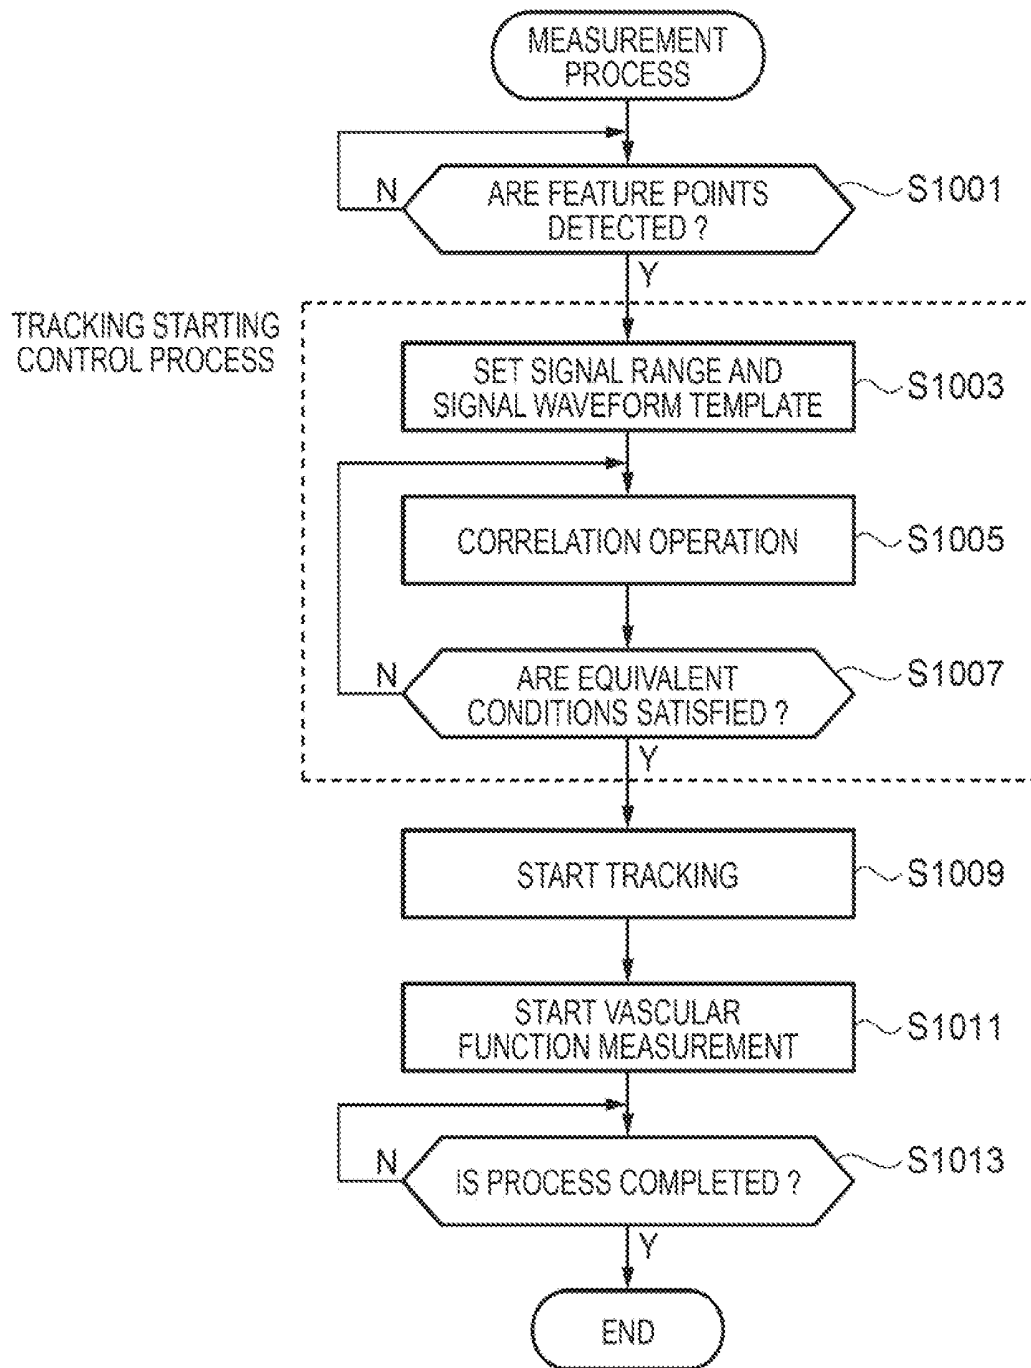 MEASUREMENT
PROCESS
N
ARE FEATURE POINTS
DETECTED ?
S1001
Y
TRACKING STARTING
CONTROL PROCESS
SET SIGNAL RANGE AND
SIGNAL WAVEFORM TEMPLATE
S1003
CORRELATION OPERATION
S1005
N
ARE EQUIVALENT
CONDITIONS SATISFIED ?
S1007
Y
START TRACKING
S1009
START VASCULAR
FUNCTION MEASUREMENT
S1011
N
IS PROCESS COMPLETED ?
S1013
Y
END